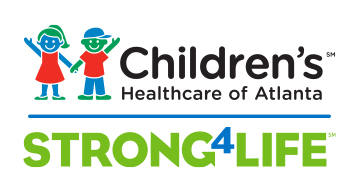 Children's℠
Healthcare of Atlanta
STRONG4LIFE℠